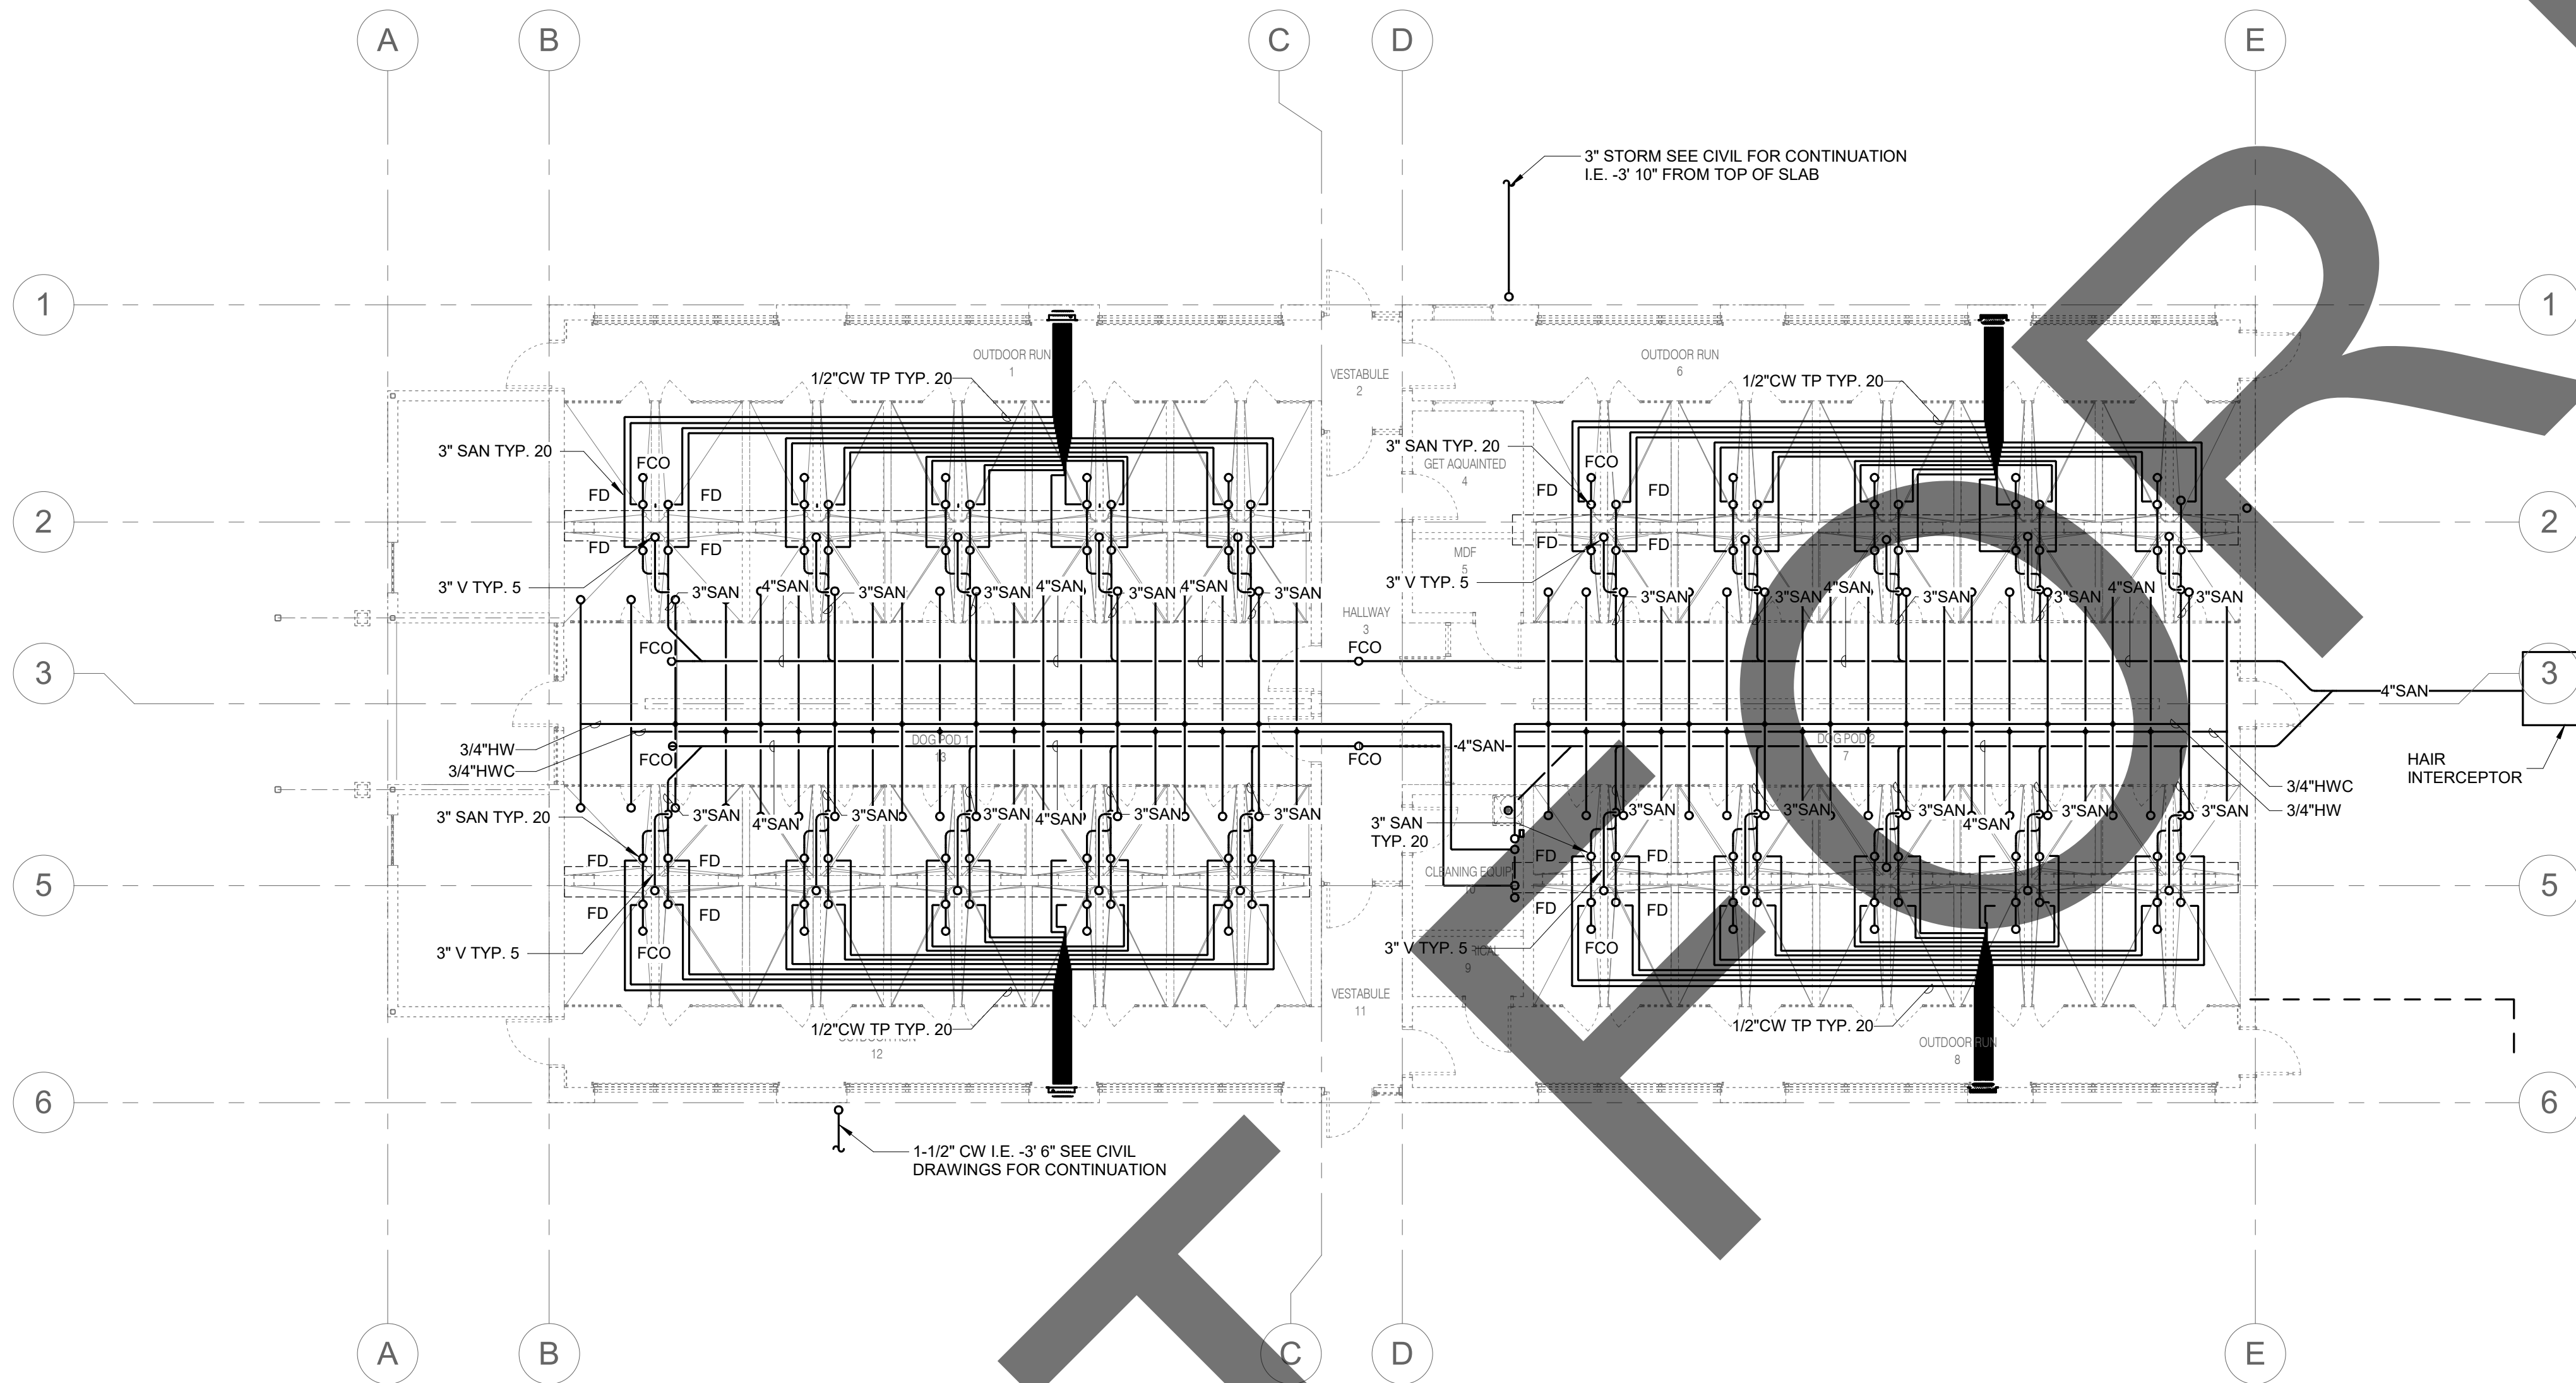 A
B
C
D
E
3" STORM SEE CIVIL FOR CONTINUATION
I.E. -3' 10" FROM TOP OF SLAB
1
1
OUTDOOR RUN
1
OUTDOOR RUN
6
VESTABULE
2
1/2"CW TP TYP. 20
1/2"CW TP TYP. 20
3" SAN TYP. 20
3" SAN TYP. 20
GET AQUAINTED
4
FCO
FCO
FD
FD
FD
FD
2
2
FD
FD
FD
FD
MDF
5
3" V TYP. 5
3" V TYP. 5
3"SAN
4"SAN
3"SAN
3"SAN
4"SAN
3"SAN
4"SAN
3"SAN
3"SAN
4"SAN
3"SAN
3"SAN
4"SAN
3"SAN
HALLWAY
3
FCO
FCO
3
3
4"SAN
3/4"HW
3/4"HWC
DOG POD 1
13
FCO
FCO
4"SAN
DOG POD 2
7
HAIR
INTERCEPTOR
3/4"HWC
3/4"HW
3" SAN TYP. 20
3"SAN
4"SAN
3"SAN
3"SAN
4"SAN
3"SAN
3"SAN
3" SAN
TYP. 20
3"SAN
3"SAN
3"SAN
4"SAN
3"SAN
3"SAN
FD
FD
FD
FD
CLEANING EQUIP
10
5
5
FD
FD
FD
FD
3" V TYP. 5
FCO
3" V TYP. 5
RICAL
9
FCO
VESTABULE
11
1/2"CW TP TYP. 20
1/2"CW TP TYP. 20
OUTDOOR RUN
12
OUTDOOR RUN
8
6
6
1-1/2" CW I.E. -3' 6" SEE CIVIL
DRAWINGS FOR CONTINUATION
A
B
C
D
E